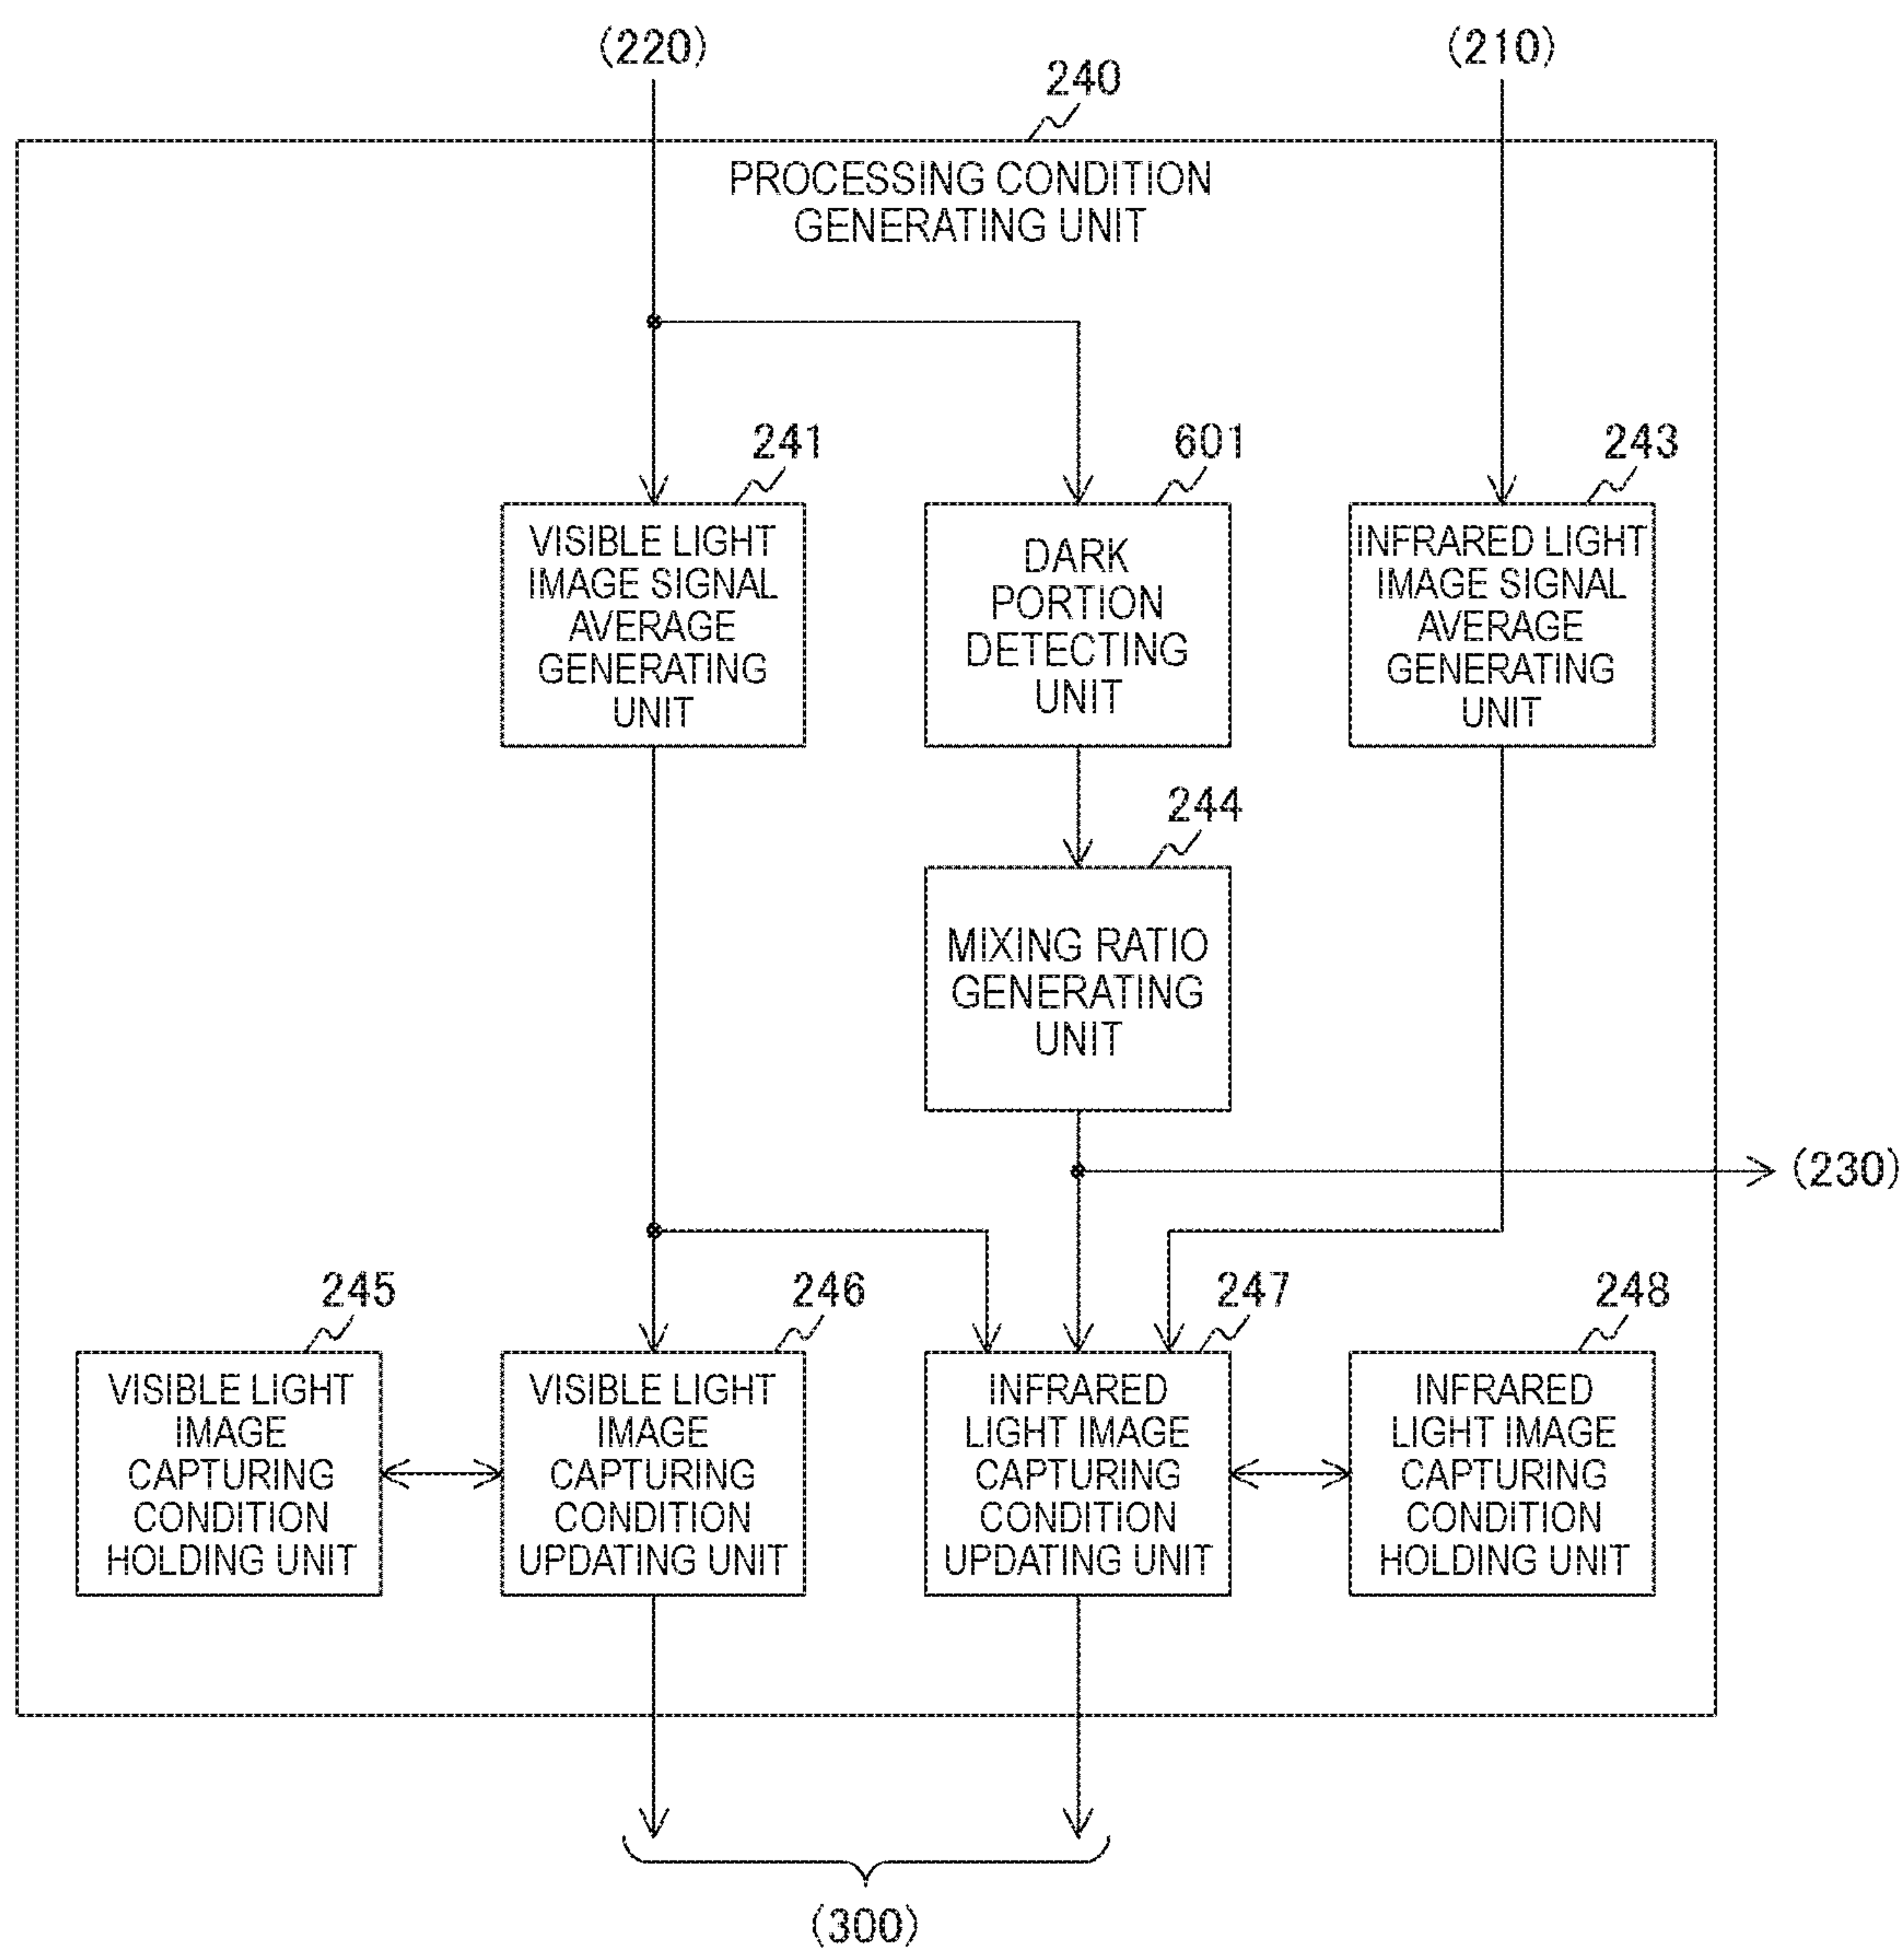 (220)
(210)
240
PROCESSING CONDITION
GENERATING UNIT
241
VISIBLE LIGHT
IMAGE SIGNAL
AVERAGE
GENERATING
UNIT
601
DARK
PORTION
DETECTING
UNIT
243
INFRARED LIGHT
IMAGE SIGNAL
AVERAGE
GENERATING
UNIT
244
MIXING RATIO
GENERATING
UNIT
(230)
245
VISIBLE LIGHT
IMAGE
CAPTURING
CONDITION
HOLDING UNIT
246
VISIBLE LIGHT
IMAGE
CAPTURING
CONDITION
UPDATING UNIT
247
INFRARED
LIGHT IMAGE
CAPTURING
CONDITION
UPDATING UNIT
248
INFRARED
LIGHT IMAGE
CAPTURING
CONDITION
HOLDING UNIT
(300)